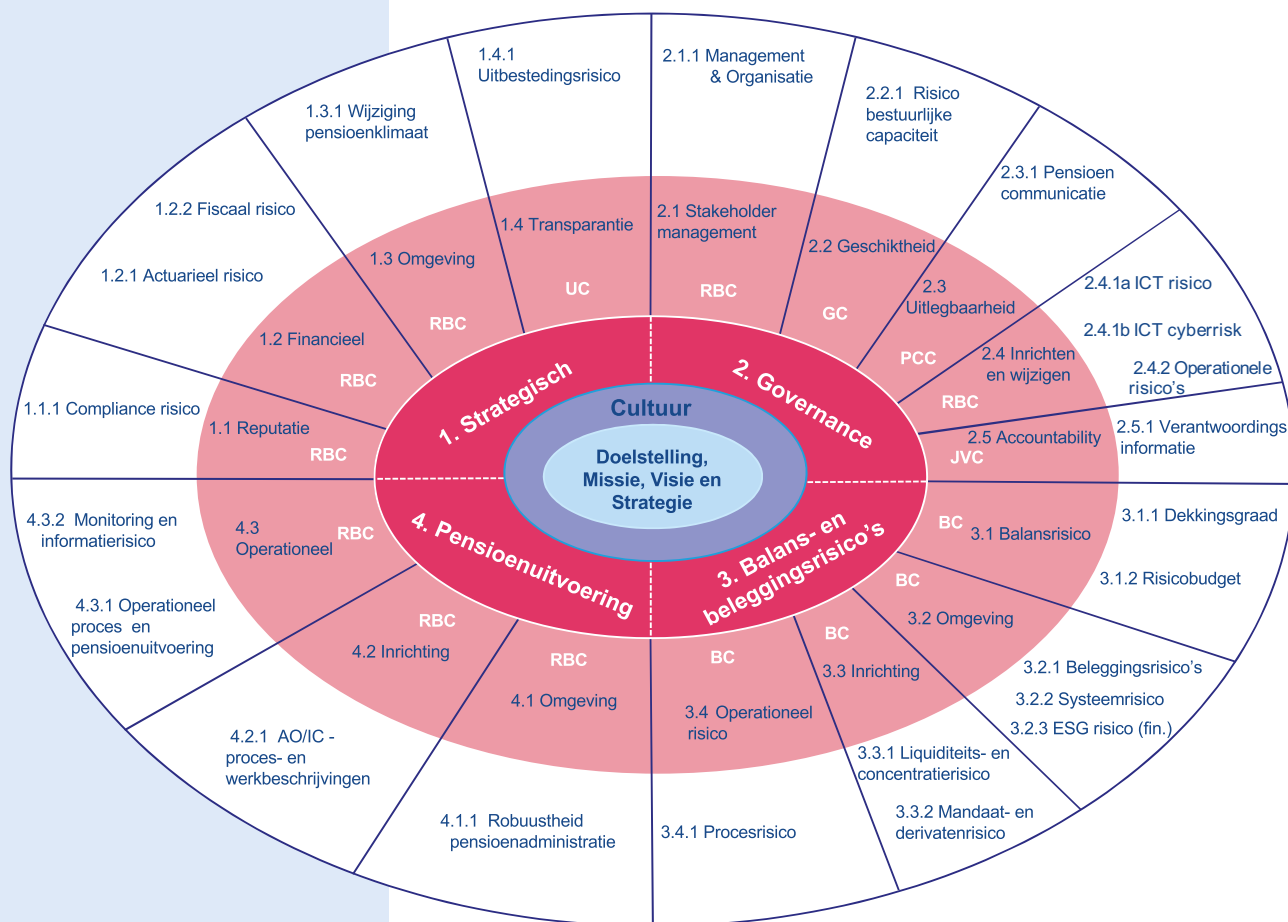 1.4.1
Uitbestedingsrisico
2.1.1 Management
& Organisatie
2.2.1 Risico
bestuurlijke
capaciteit
1.3.1 Wijziging
pensioenklimaat
2.3.1 Pensioen
communicatie
1.2.2 Fiscaal risico
1.2.1 Actuarieel risico
1.4 Transparantie
UC
2.1 Stakeholder
management
RBC
2.2 Geschiktheid
GC
1.3 Omgeving
RBC
2.3
Uitlegbaarheid
PCC
2.4.1a ICT risico
2.4.1b ICT cyberrisk
2.4.2 Operationele
risico's
1.2 Financieel
RBC
2.4 Inrichten
en wijzigen
RBC
1.1.1 Compliance risico
1.1 Reputatie
RBC
1. Strategisch
2. Governance
Cultuur
Doelstelling,
Missie, Visie en
Strategie
2.5 Accountability
JVC
2.5.1 Verantwoordings
informatie
4.3.2 Monitoring en
informatierisico
4.3
Operationeel
RBC
4. Pensioenuitvoering
3. Balans- en
beleggingsrisico's
BC
3.1 Balansrisico
3.1.1 Dekkingsgraad
3.1.2 Risicobudget
4.3.1 Operationeel
proces en
pensioenuitvoering
RBC
4.2 Inrichting
BC
3.2 Omgeving
RBC
4.1 Omgeving
BC
3.4 Operationeel
risico
BC
3.3 Inrichting
3.2.1 Beleggingsrisico's
3.2.2 Systeemrisico
3.2.3 ESG risico (fin.)
4.2.1 AO/IC -
proces- en
werkbeschrijvingen
3.3.1 Liquiditeits- en
concentratierisico
3.3.2 Mandaat- en
derivatenrisico
4.1.1 Robuustheid
pensioenadministratie
3.4.1 Procesrisico